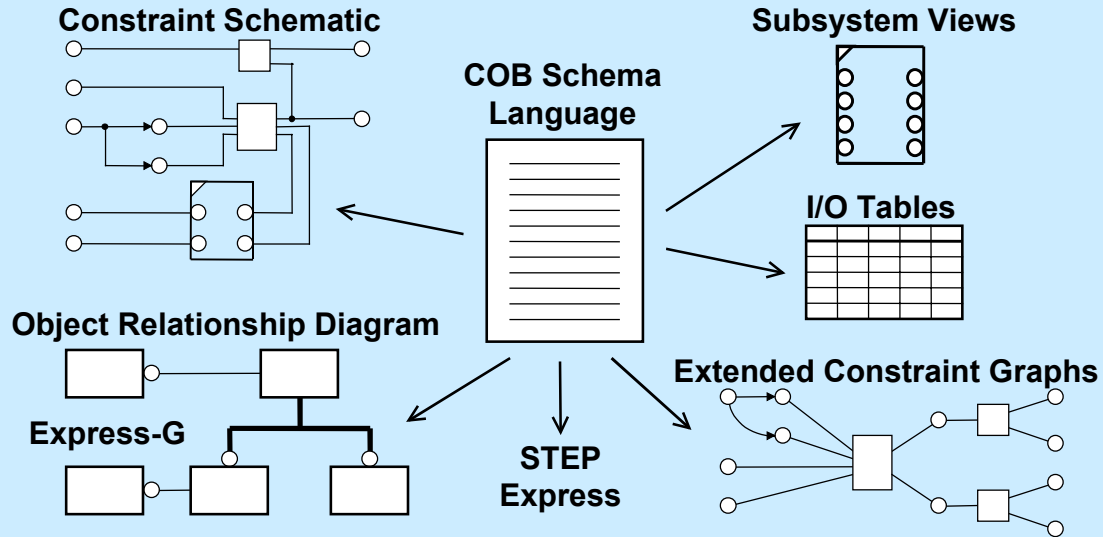 Constraint Schematic
Subsystem Views
COB Schema
Language
I/O Tables
Object Relationship Diagram
Extended Constraint Graphs
Express-G
STEP
Express